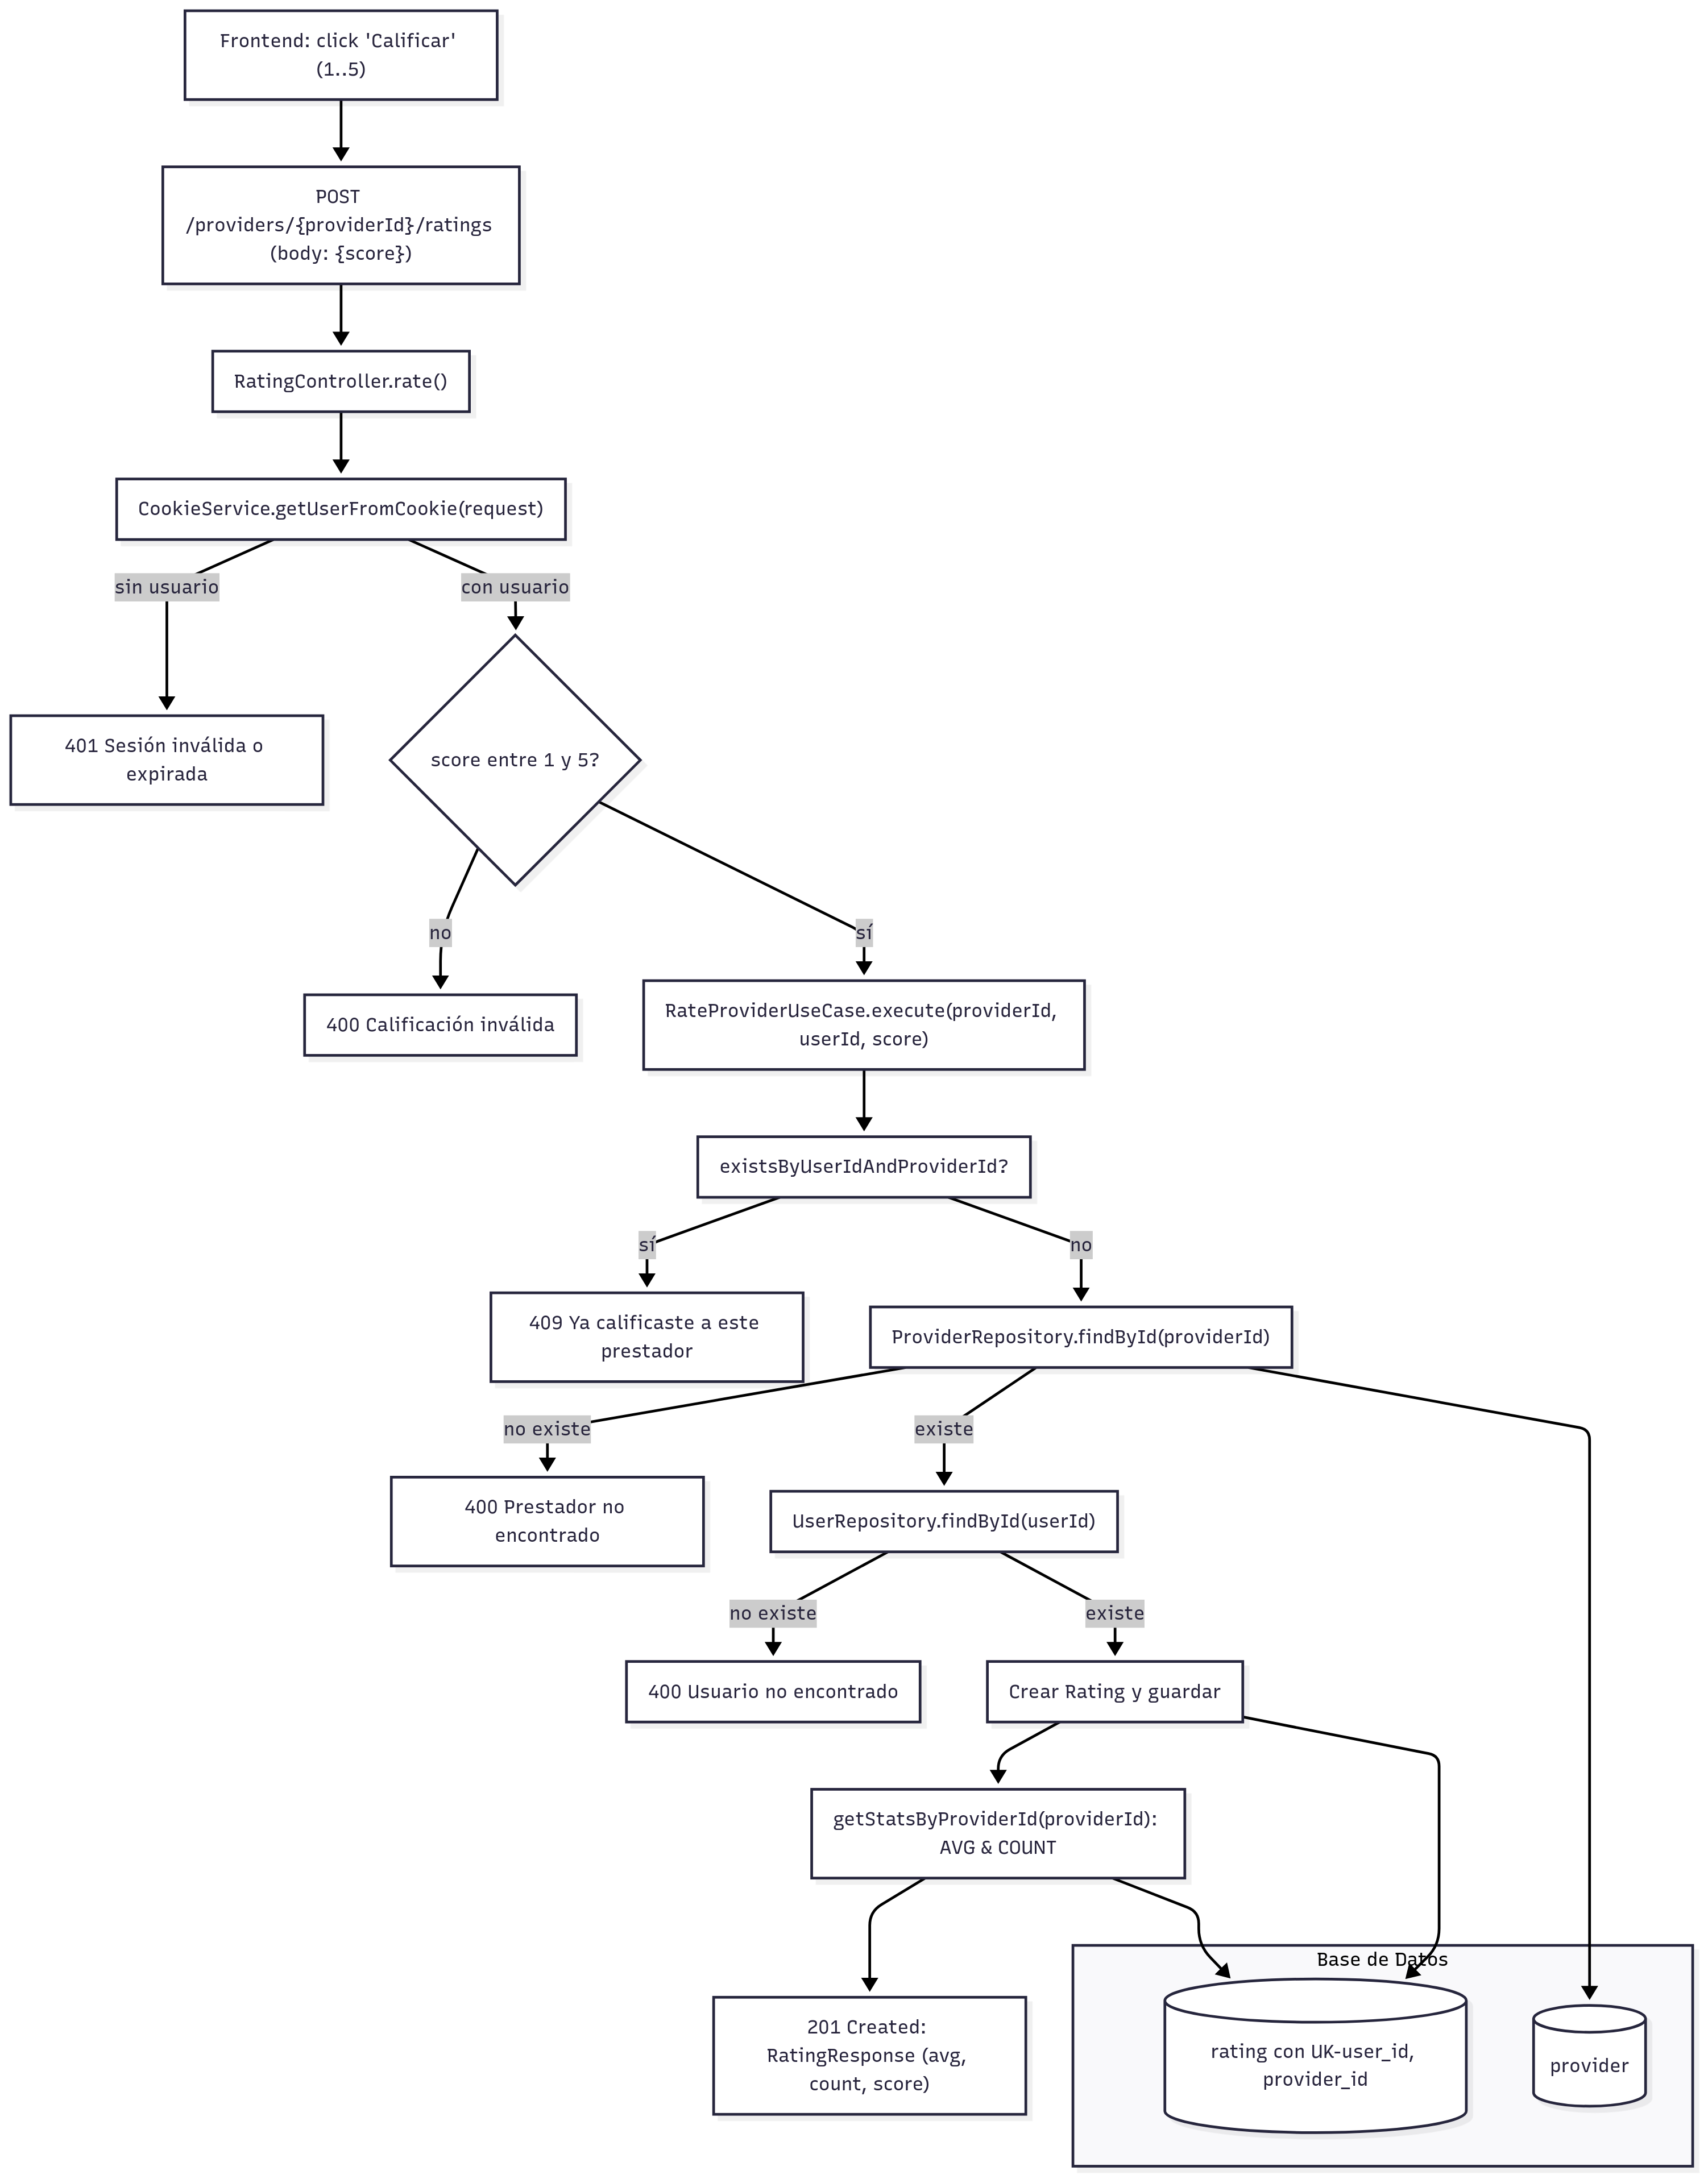 Frontend: click 'Calificar'
(1..5)
POST
/providers/{providerId}/ratings
(body: {score})
RatingController.rate()
CookieService.getUserFromCookie(request)
sin usuario
con usuario
401 Sesión inválida o
expirada
score entre 1 y 5?
no
sí
400 Calificación inválida
RateProviderUseCase.execute(providerId,
userId, score)
existsByUserIdAndProviderId?
sí
no
409 Ya calificaste a este
prestador
ProviderRepository.findById(providerId)
no existe
existe
400 Prestador no
encontrado
UserRepository.findById(userId)
no existe
existe
400 Usuario no encontrado
Crear Rating y guardar
getStatsByProviderId(providerId):
AVG & COUNT
201 Created:
RatingResponse (avg,
count, score)
Base de Datos
rating con UK-user_id,
provider_id
provider